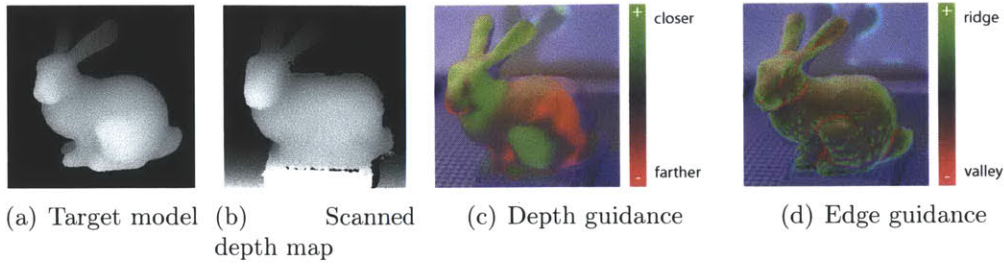 +
closer
-
farther
+
ridge
-
valley
(a) Target model
(b) Scanned
depth map
(c) Depth guidance
(d) Edge guidance